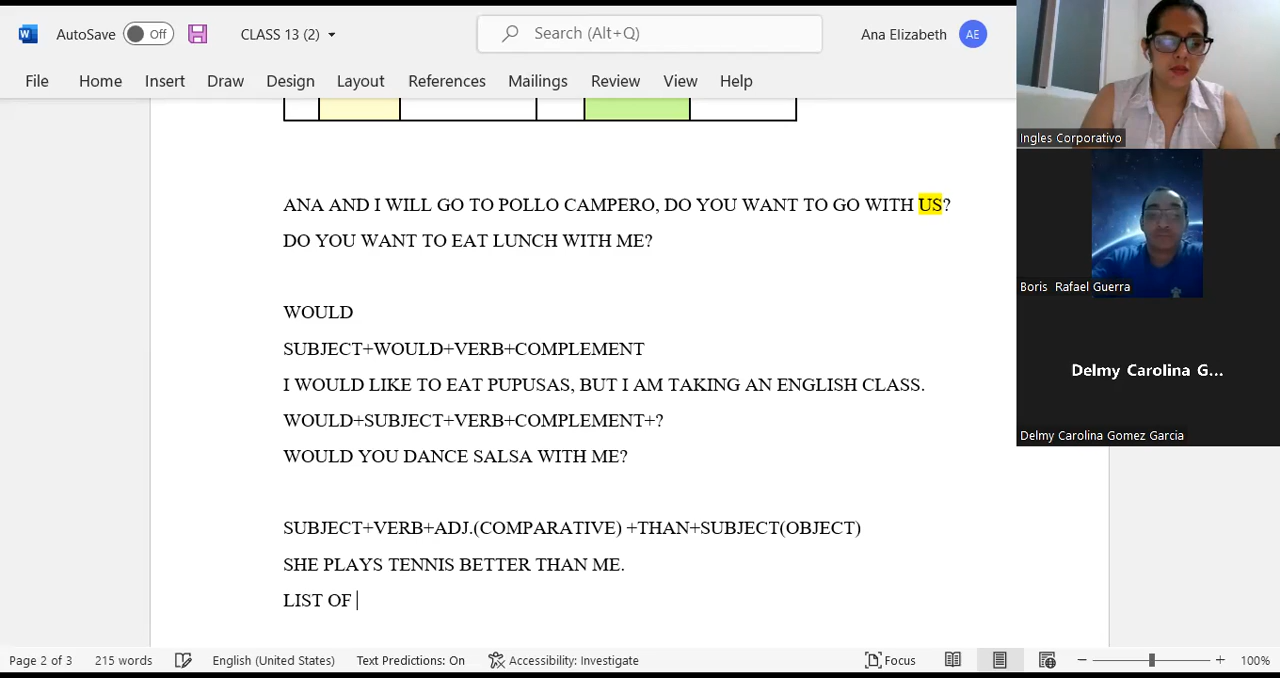 AutoSave Off CLASS 13 (2) Search (Alt+Q) Ana Elizabeth AE
File Home Insert Draw Design Layout References Mailings Review View Help
Ingles Corporativo
ANA AND I WILL GO TO POLLO CAMPERO, DO YOU WANT TO GO WITH US?
DO YOU WANT TO EAT LUNCH WITH ME?
Boris Rafael Guerra
WOULD
SUBJECT+WOULD+VERB+COMPLEMENT
I WOULD LIKE TO EAT PUPUSAS, BUT I AM TAKING AN ENGLISH CLASS.
WOULD+SUBJECT+VERB+COMPLEMENT+?
WOULD YOU DANCE SALSA WITH ME?
Delmy Carolina G...
Delmy Carolina Gomez Garcia
SUBJECT+VERB+ADJ.(COMPARATIVE) +THAN+SUBJECT(OBJECT)
SHE PLAYS TENNIS BETTER THAN ME.
LIST OF
Page 2 of 3 215 words English (United States) Text Predictions: On Accessibility: Investigate Focus 100%